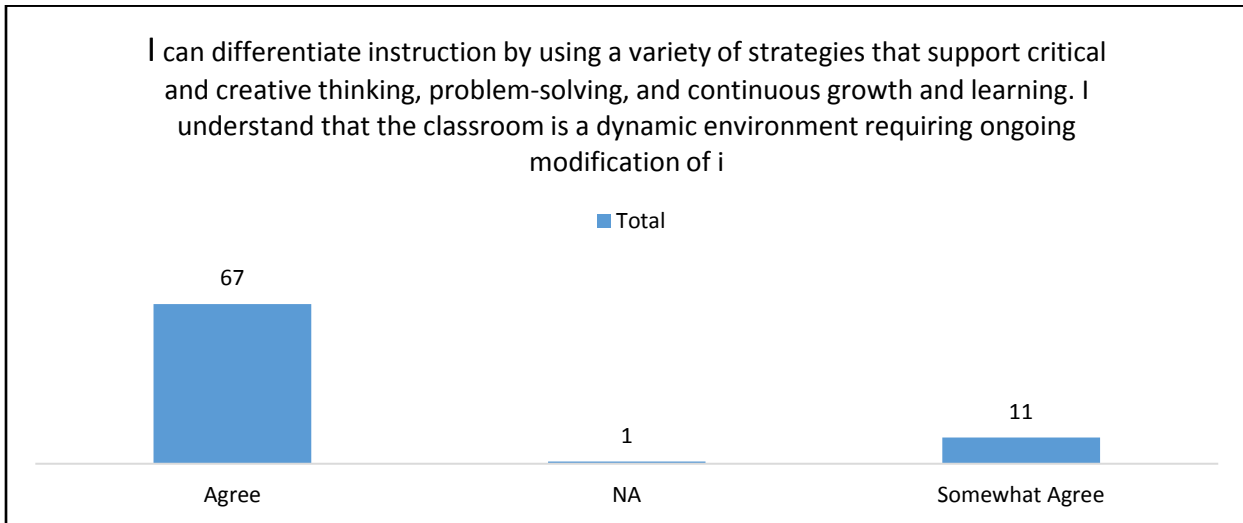 I can differentiate instruction by using a variety of strategies that support critical
and creative thinking, problem-solving, and continuous growth and learning. I
understand that the classroom is a dynamic environment requiring ongoing
modification of i
Total
67
1
11
Agree
NA
Somewhat Agree